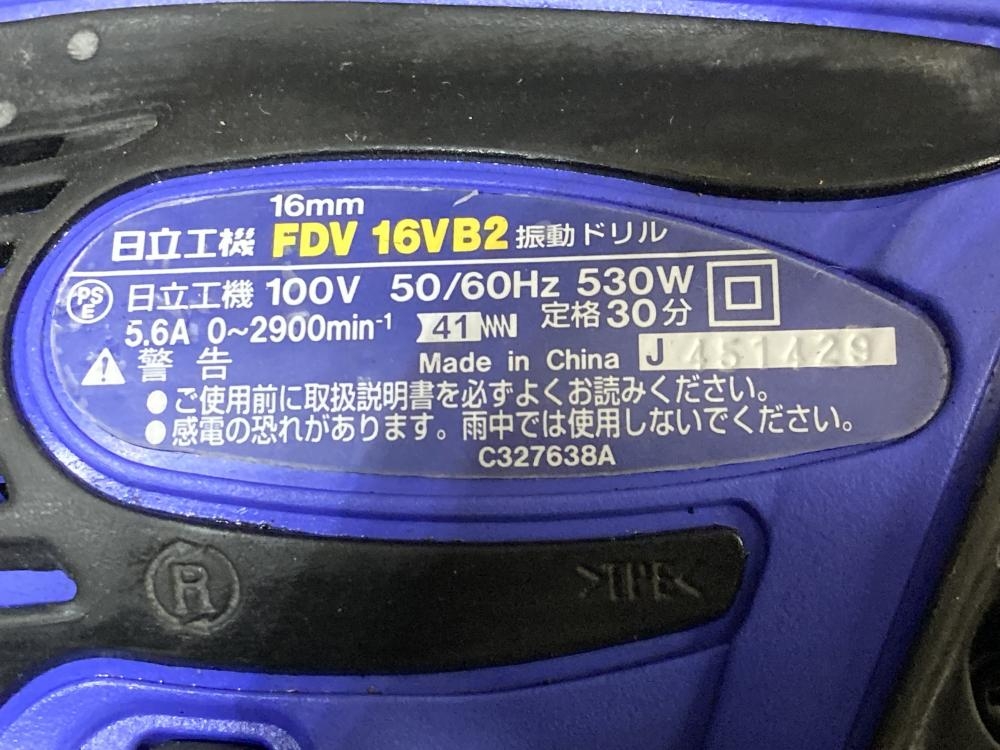 16mm
日立工機 FDV 16VB2 振動ドリル
PSE 日立工機 100V 50/60Hz 530W
5.6A 0~2900min-1 41 定格30分
警告 Made in China J 451429
●ご使用前に取扱説明書を必ずよくお読みください。
●感電の恐れがあります。雨中では使用しないでください。
C327638A
R >TPE<